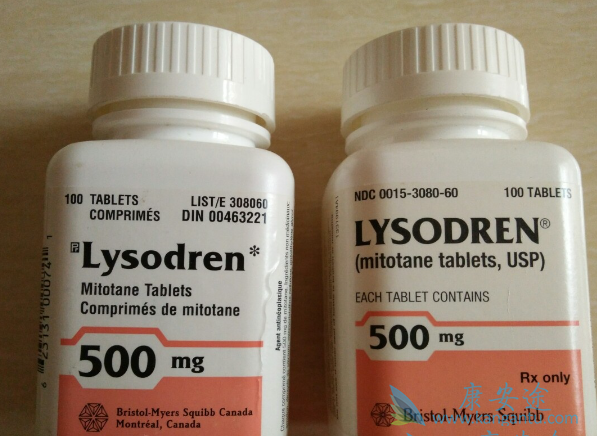 100 TABLETS
COMPRIMÉS
LIST/E 308060
DIN 00463221
Lysodren*
Mitotane Tablets
Comprimés de mitotane
500 mg
Bristol-Myers Squibb Canada
Montréal, Canada
Agent antinéoplasique
NDC 0015-3080-60
100 TABLETS
LYSODREN®
(mitotane tablets, USP)
EACH TABLET CONTAINS
500 mg
Rx only
Bristol-Myers Squibb
康安途